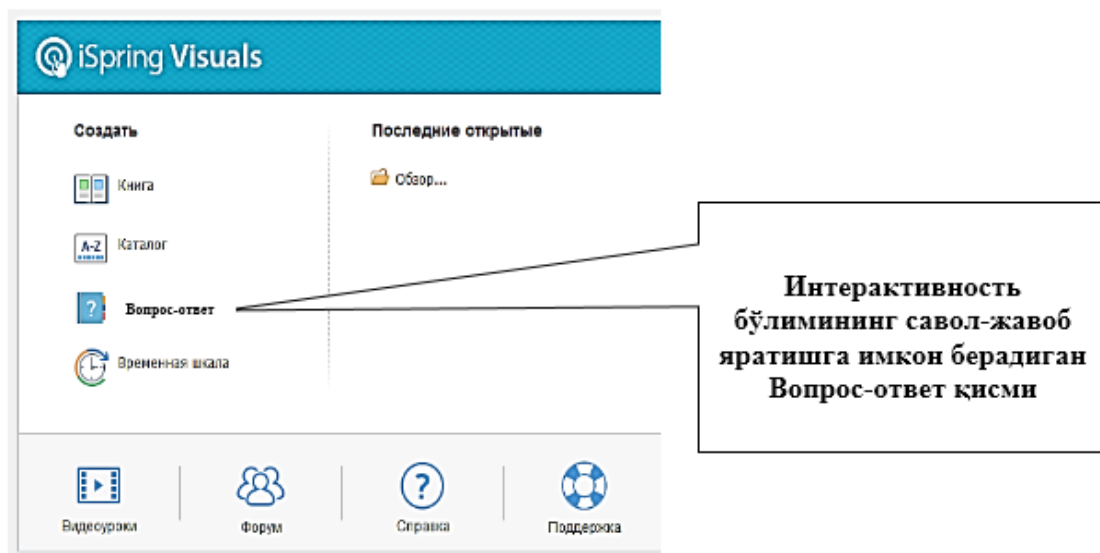 iSpring Visuals
Создать
Последние открытые
Книга
Обзор...
A-Z
Каталог
?
Вопрос-ответ
Временная шкала
Интерактивность
бўлимининг савол-жавоб
яратишга имкон берадиган
Вопрос-ответ қисми
?
Видеоуроки
Форум
Справка
Поддержка